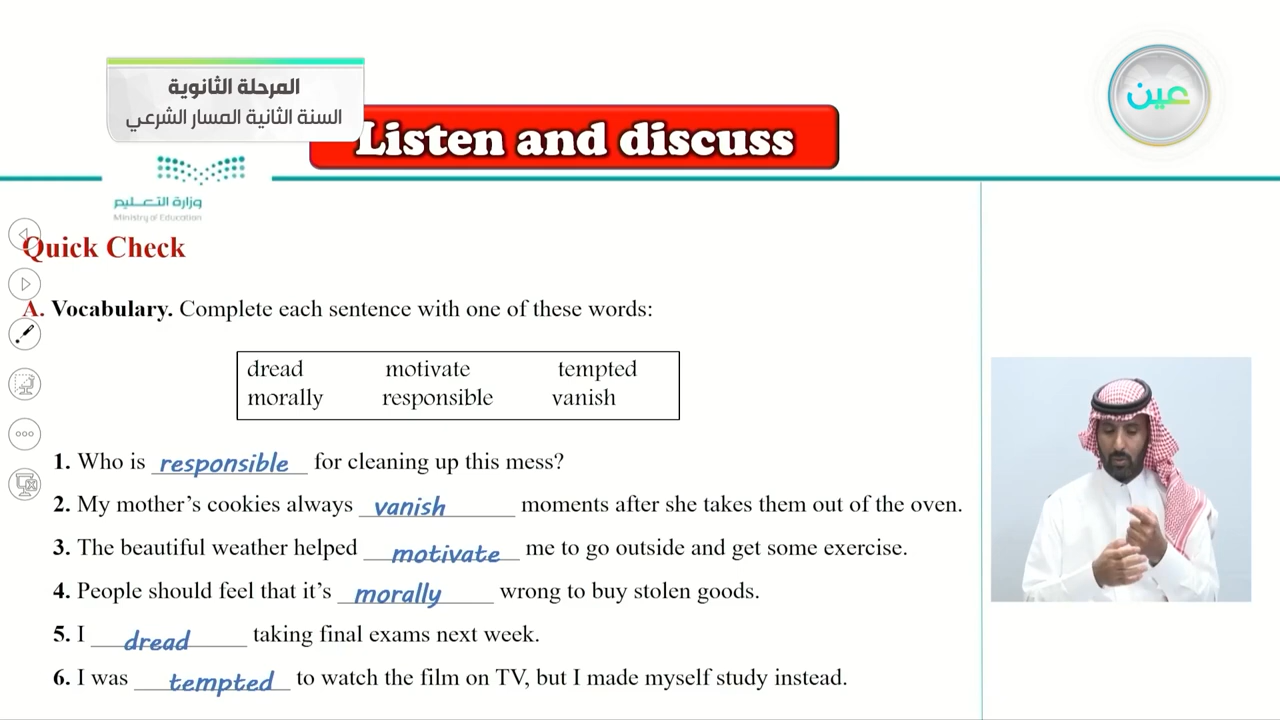 المرحلة الثانوية
السنة الثانية المسار الشرعي
عين
Listen and discuss
وزارة التعليم
Ministry of Education
Quick Check
A. Vocabulary. Complete each sentence with one of these words:
dread motivate tempted
morally responsible vanish
1. Who is responsible for cleaning up this mess?
2. My mother's cookies always vanish moments after she takes them out of the oven.
3. The beautiful weather helped motivate me to go outside and get some exercise.
4. People should feel that it's morally wrong to buy stolen goods.
5. I dread taking final exams next week.
6. I was tempted to watch the film on TV, but I made myself study instead.